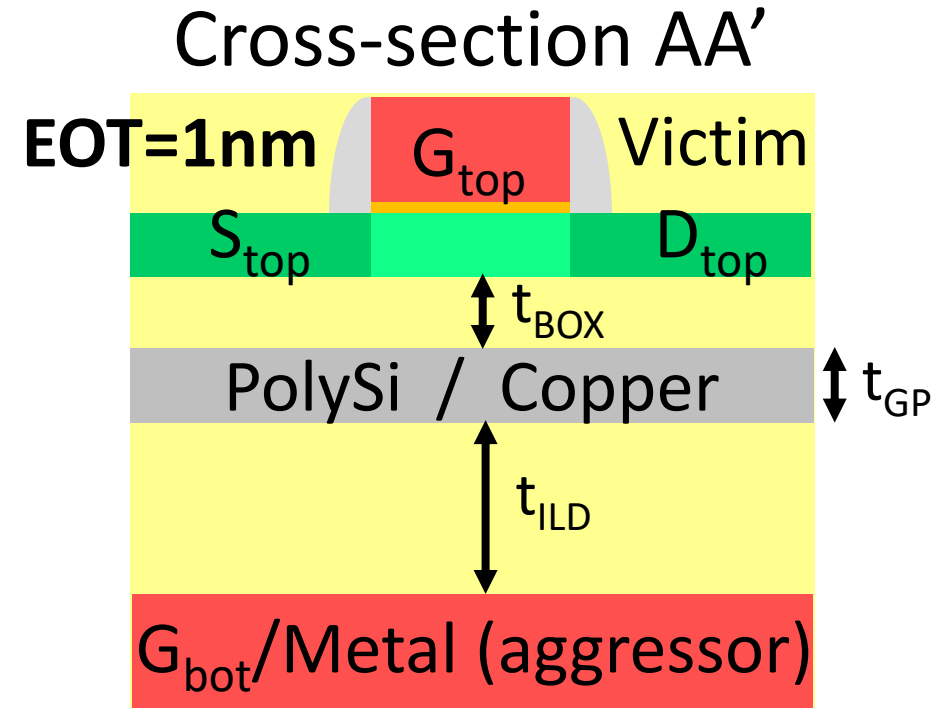 Cross-section AA’
EOT=1nm
Gtop
Victim
Stop
Dtop
tBOX
PolySi / Copper
tGP
tILD
Gbot/Metal (aggressor)